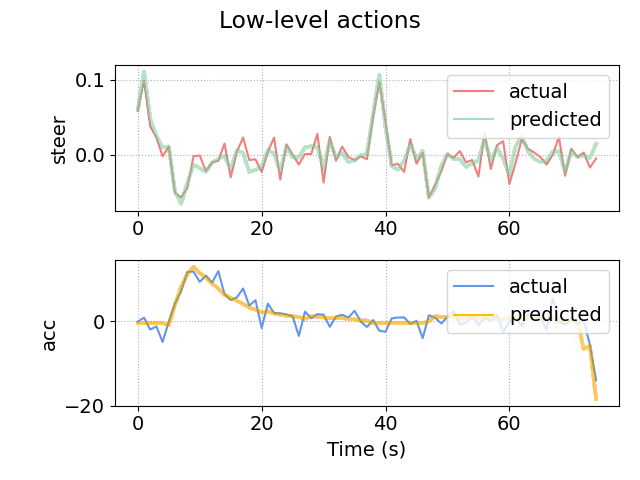 Low-level actions
steer
0.1
0.0
actual
predicted
0
20
40
60
acc
0
−20
actual
predicted
0
20
40
60
Time (s)